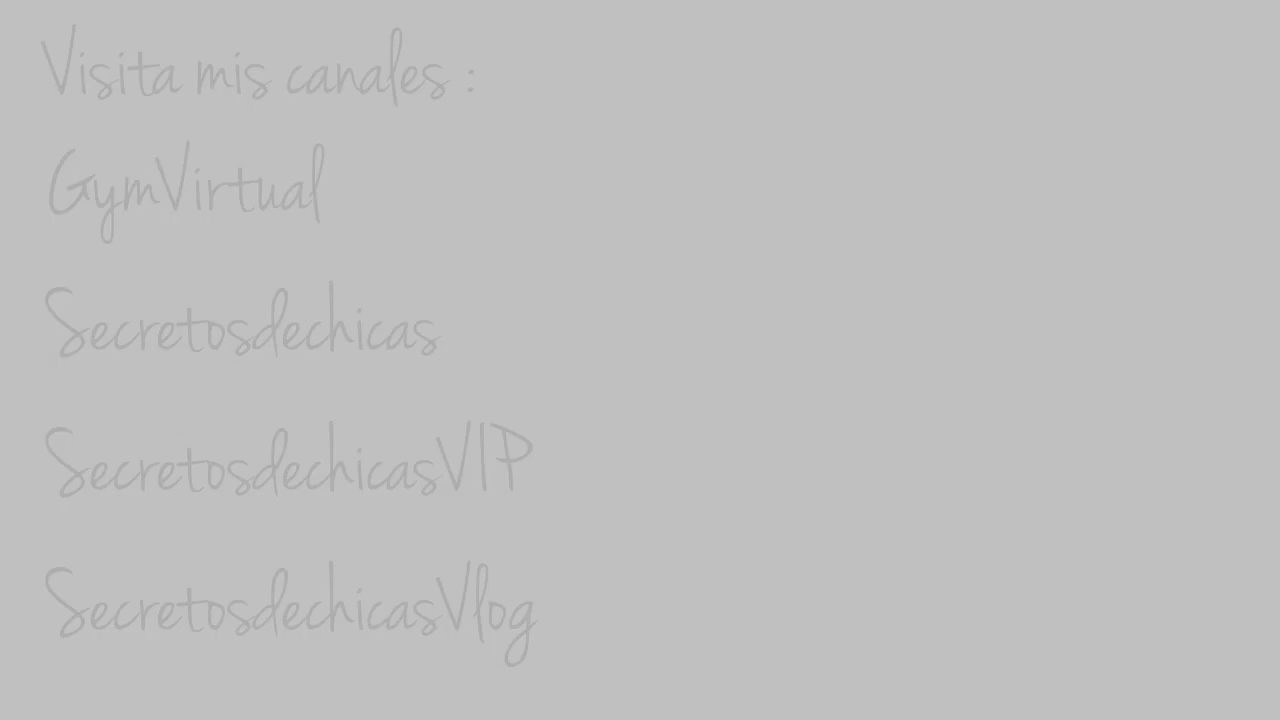 Visita mis canales :
GymVirtual
Secretosdechicas
SecretosdechicasVIP
SecretosdechicasVlog